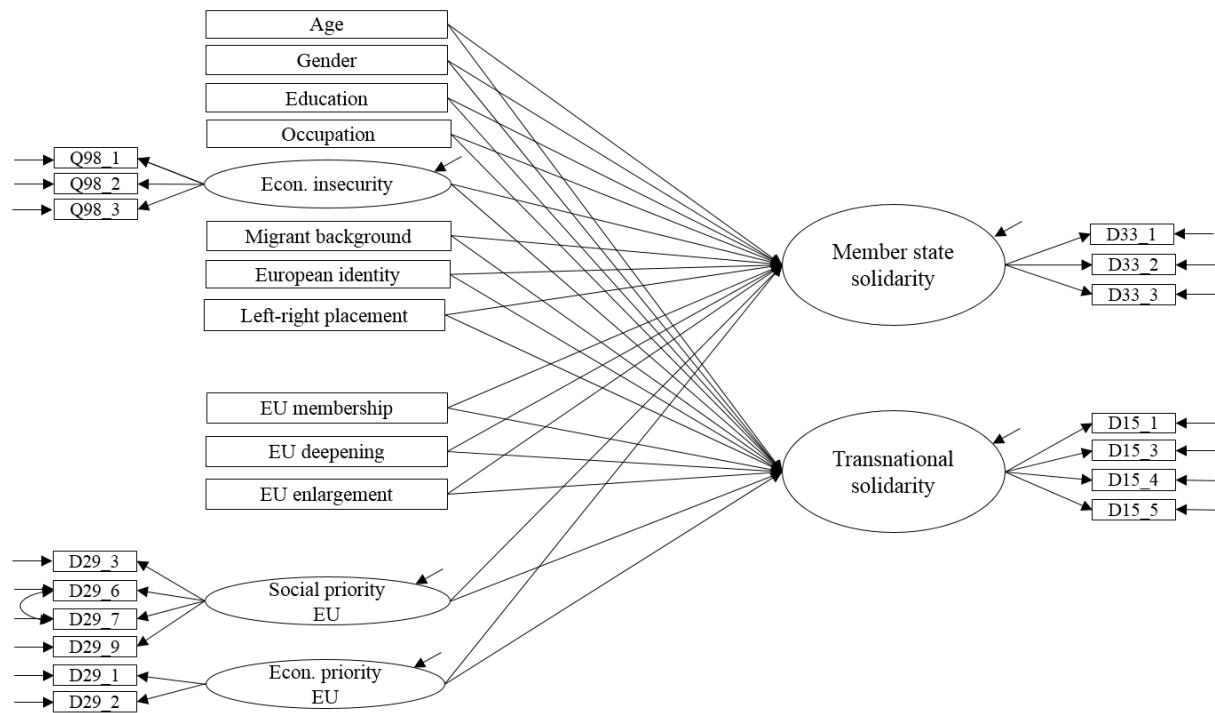 Age
Gender
Education
Occupation
Q98_1
Q98_2
Q98_3
Econ. insecurity
Migrant background
European identity
Left-right placement
EU membership
EU deepening
EU enlargement
D29_3
D29_6
D29_7
D29_9
D29_1
D29_2
Social priority
EU
Econ. priority
EU
Member state
solidarity
D33_1
D33_2
D33_3
Transnational
solidarity
D15_1
D15_3
D15_4
D15_5